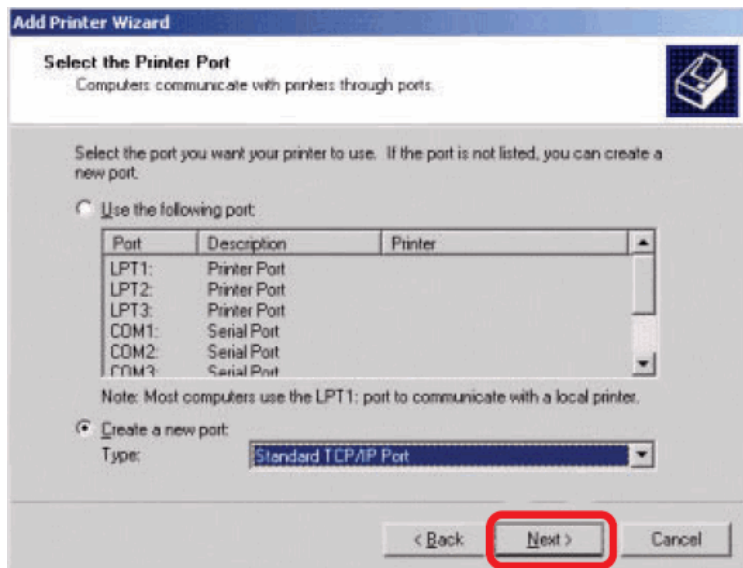 Add Printer Wizard
Select the Printer Port
Computers communicate with printers through ports.
Select the port you want your printer to use. If the port is not listed, you can create a
new port.
Use the following port:
Port Description Printer
LPT1: Printer Port
LPT2: Printer Port
LPT3: Printer Port
COM1: Serial Port
COM2: Serial Port
COM3: Serial Port
Note: Most computers use the LPT1: port to communicate with a local printer.
Create a new port:
Type: Standard TCP/IP Port
< Back Next > Cancel